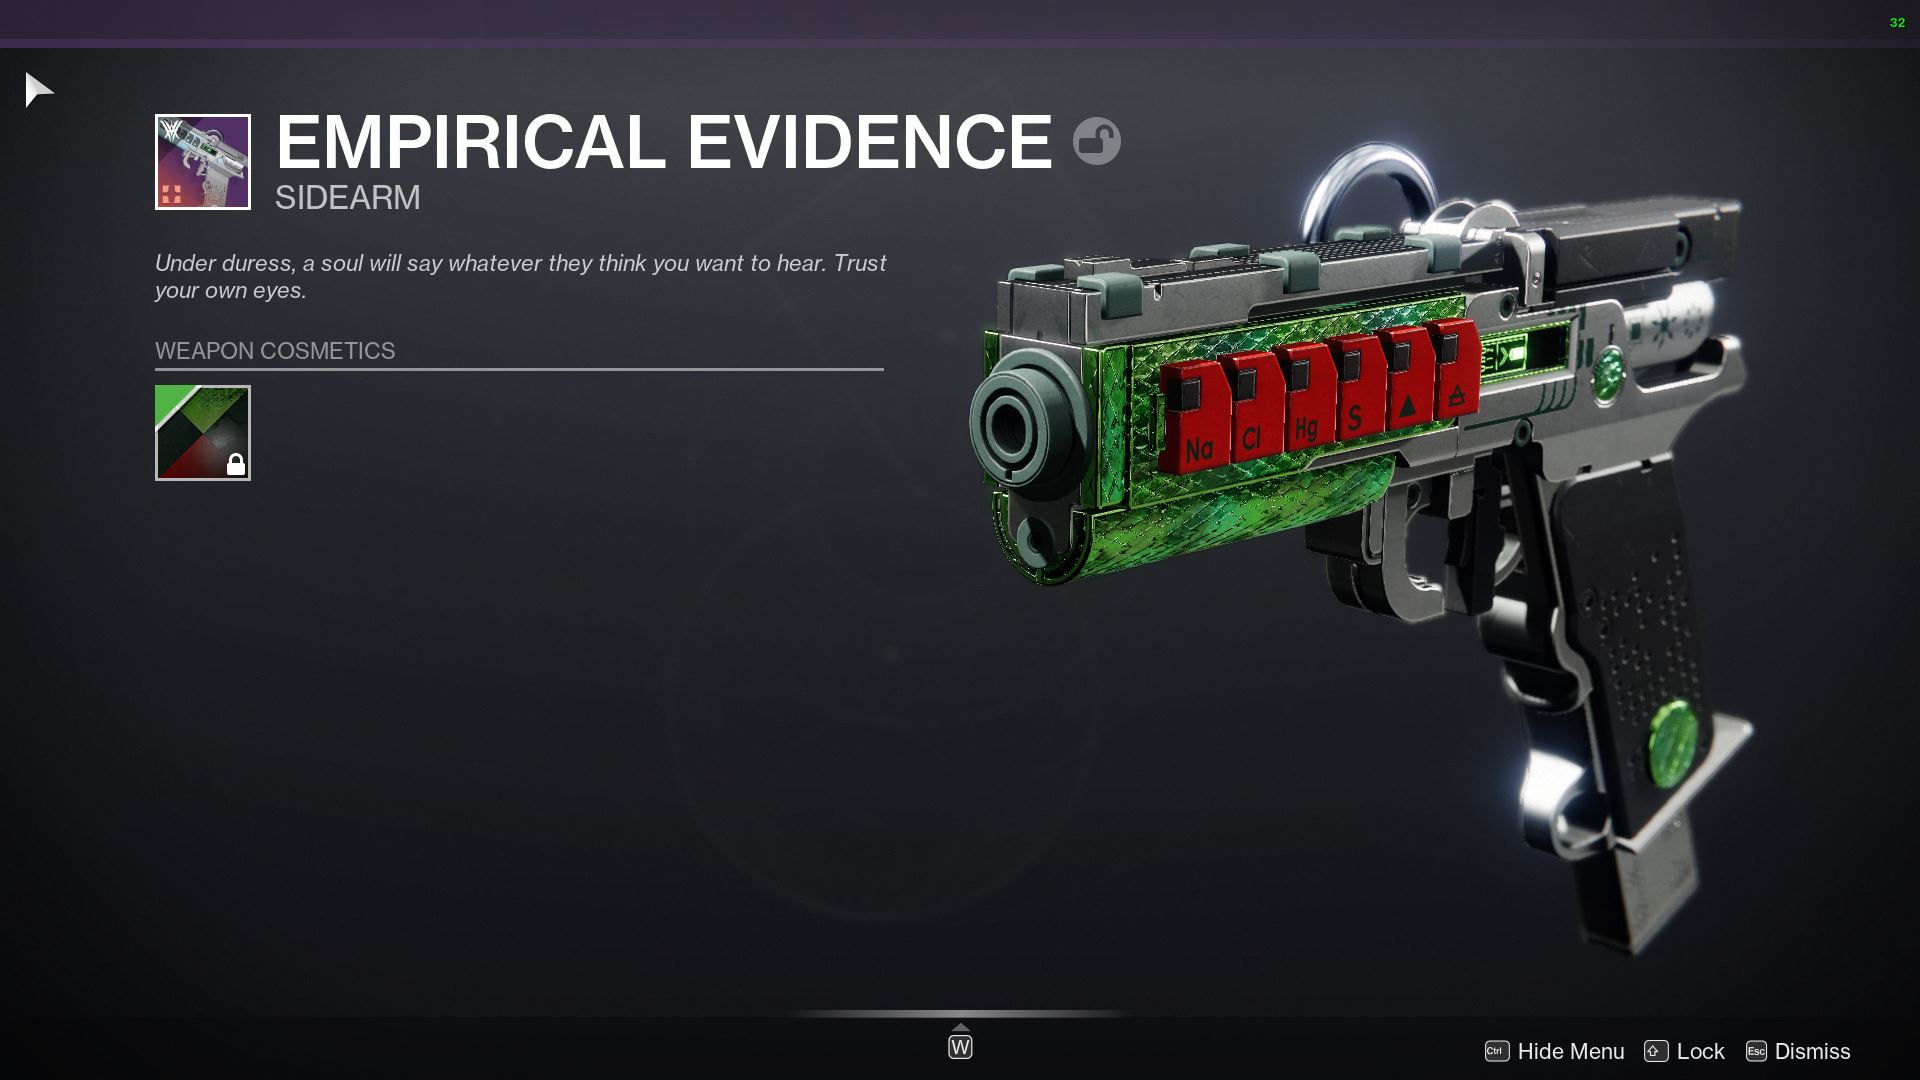 32
EMPIRICAL EVIDENCE
SIDEARM
Under duress, a soul will say whatever they think you want to hear. Trust
your own eyes.
WEAPON COSMETICS
Na Cl Hg S
W
Ctrl Hide Menu Lock Esc Dismiss